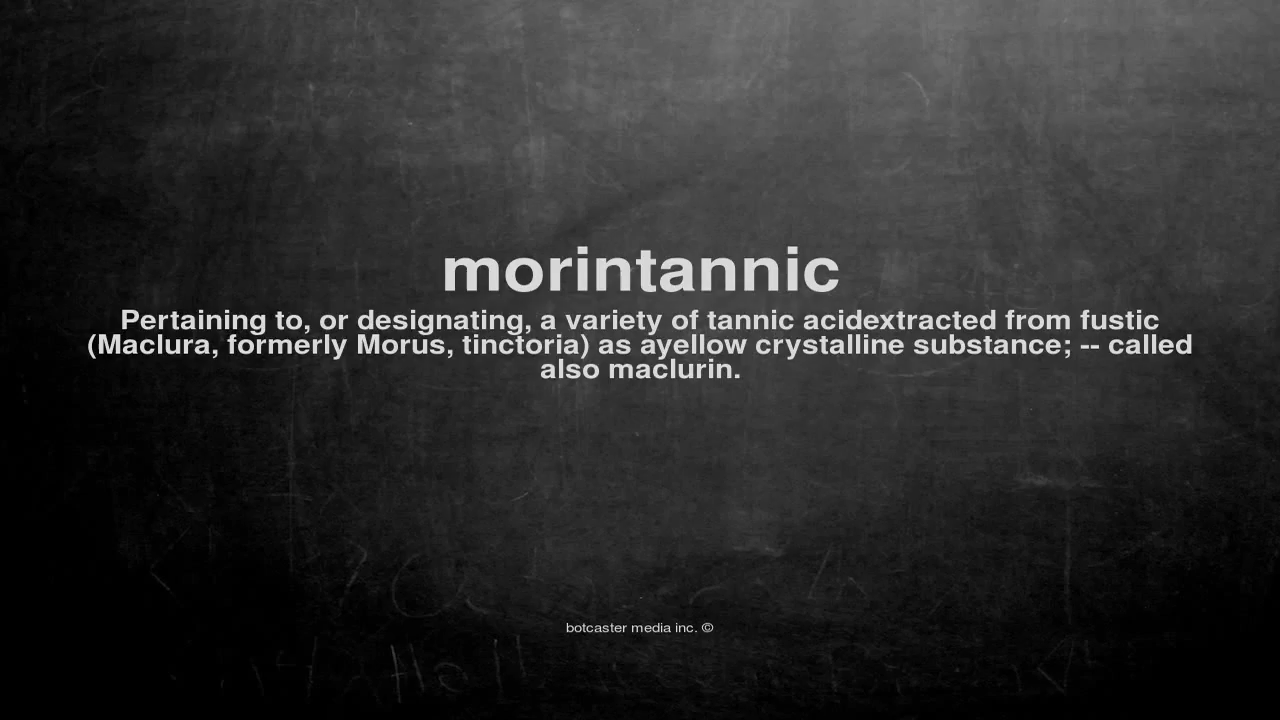 morintannic
Pertaining to, or designating, a variety of tannic acidextracted from fustic
(Maclura, formerly Morus, tinctoria) as ayellow crystalline substance; -- called
also maclurin.
botcaster media inc. ©